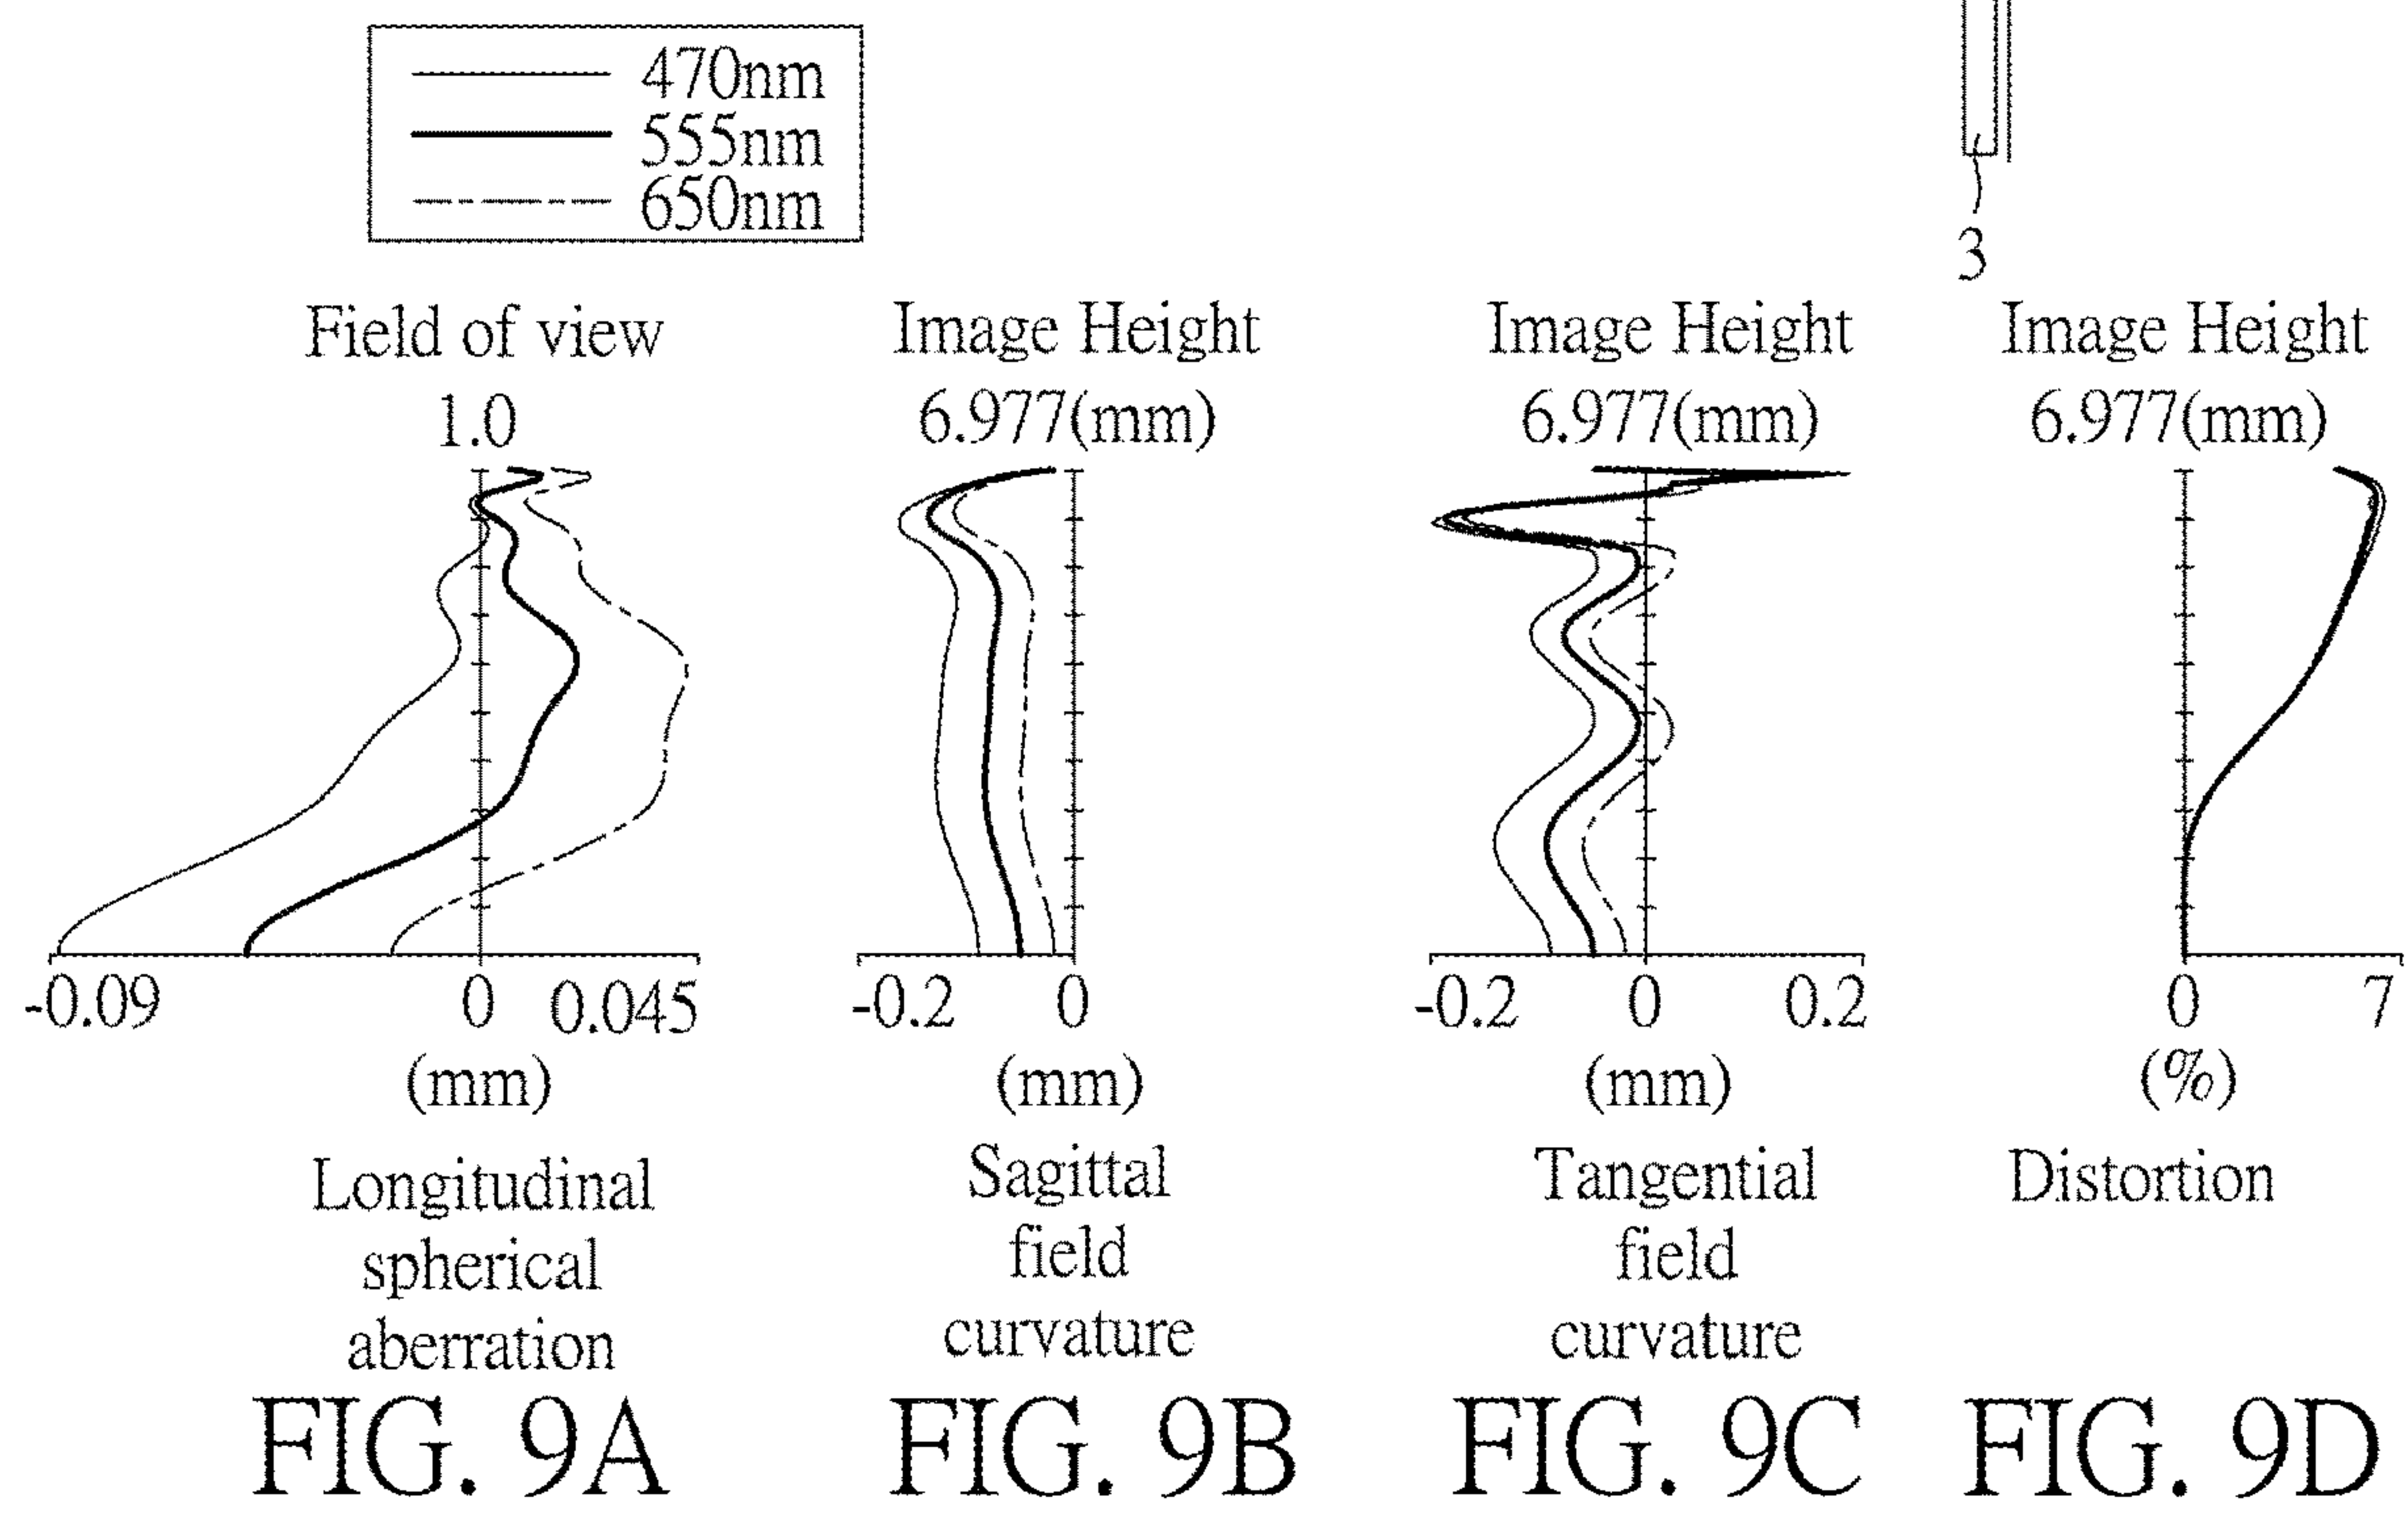 470nm
555nm
650nm
3
Field of view
1.0
-0.09 0 0.045
(mm)
Longitudinal
spherical
aberration
FIG. 9A
Image Height
6.977(mm)
-0.2 0
(mm)
Sagittal
field
curvature
FIG. 9B
Image Height
6.977(mm)
-0.2 0 0.2
(mm)
Tangential
field
curvature
FIG. 9C
Image Height
6.977(mm)
0 7
(%)
Distortion
FIG. 9D